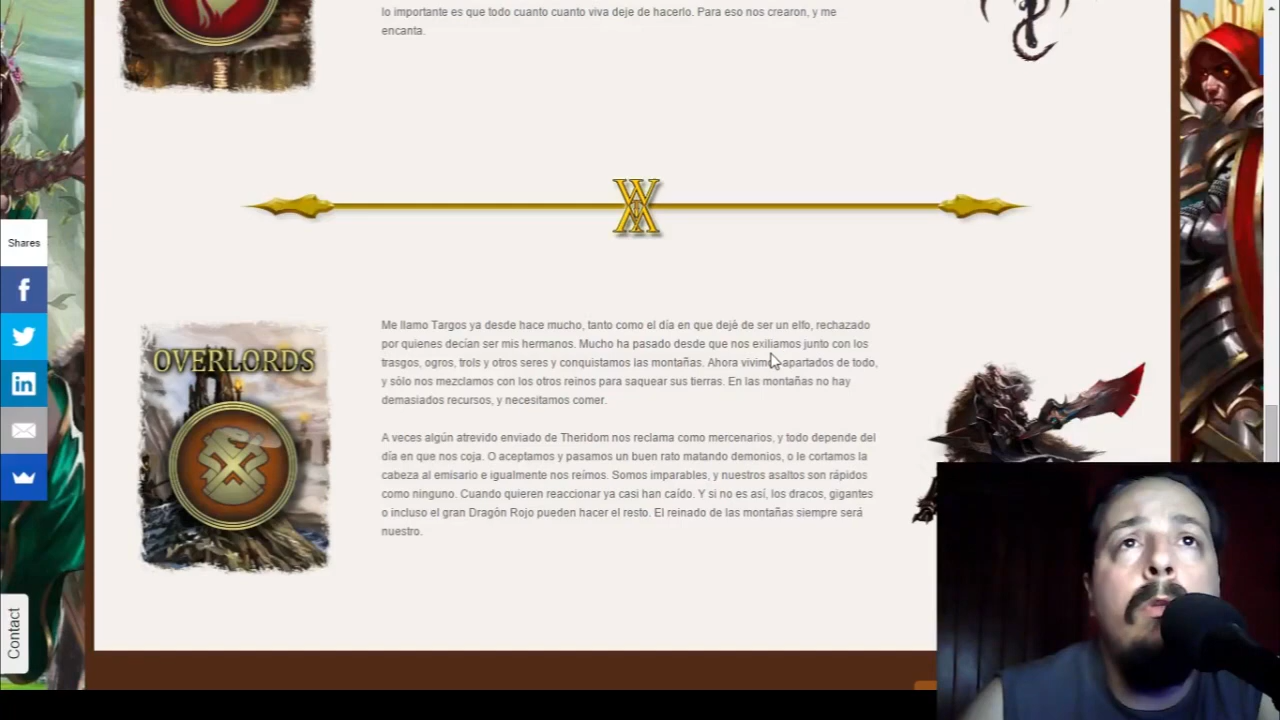 lo importante es que todo cuanto cuanto viva deje de hacerlo. Para eso nos crearon, y me
encanta.
Shares
Me llamo Targos ya desde hace mucho, tanto como el día en que dejé de ser un elfo, rechazado
por quienes decían ser mis hermanos. Mucho ha pasado desde que nos exiliamos junto con los
trasgos, ogros, trols y otros seres y conquistamos las montañas. Ahora vivimos apartados de todo,
y sólo nos mezclamos con los otros reinos para saquear sus tierras. En las montañas no hay
demasiados recursos, y necesitamos comer.
OVERLORDS
A veces algún atrevido enviado de Theridom nos reclama como mercenarios, y todo depende del
día en que nos coja. O aceptamos y pasamos un buen rato matando demonios, o le cortamos la
cabeza al emisario e igualmente nos reímos. Somos imparables, y nuestros asaltos son rápidos
como ninguno. Cuando quieren reaccionar ya casi han caído. Y si no es así, los dracos, gigantes
o incluso el gran Dragón Rojo pueden hacer el resto. El reinado de las montañas siempre será
nuestro.
Contact